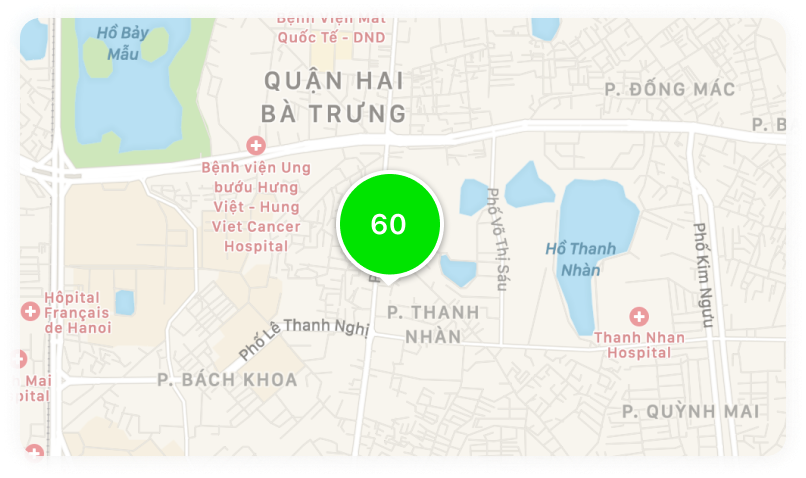 Bệnh Viện Mắt
Quốc Tế - DND
Hồ Bảy
Mẫu
QUẬN HAI
BÀ TRƯNG
P. ĐỐNG MÁC
Bệnh viện Ung
bướu Hưng
Việt - Hung
Viet Cancer
Hospital
60
Phố Võ Thị Sáu
Hồ Thanh
Nhàn
Phố Kim Ngưu
Hôpital
Français
de Hanoi
P. THANH
NHÀN
Phố Lê Thanh Nghị
Thanh Nhan
Hospital
Mai
P. BÁCH KHOA
P. QUỲNH MAI